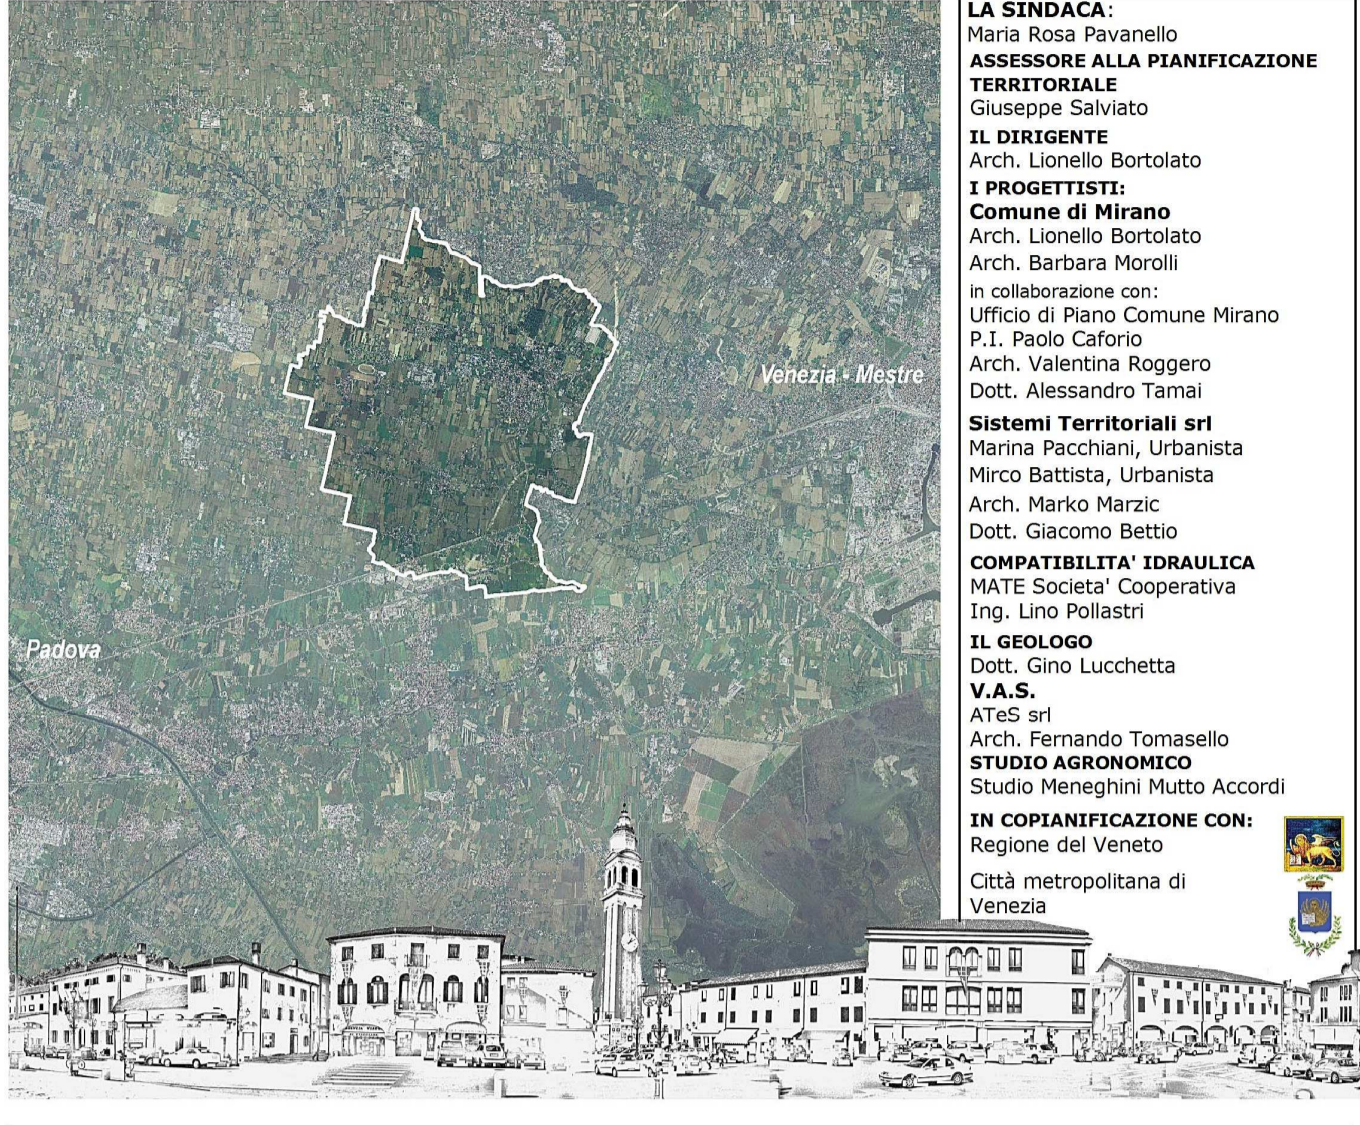 LA SINDACA:
Maria Rosa Pavanello
ASSESSORE ALLA PIANIFICAZIONE
TERRITORIALE
Giuseppe Salviato
IL DIRIGENTE
Arch. Lionello Bortolato
I PROGETTISTI:
Comune di Mirano
Arch. Lionello Bortolato
Arch. Barbara Morolli
in collaborazione con:
Ufficio di Piano Comune Mirano
P.I. Paolo Caforio
Arch. Valentina Roggero
Dott. Alessandro Tamai
Sistemi Territoriali srl
Marina Pacchiani, Urbanista
Mirco Battista, Urbanista
Arch. Marko Marzic
Dott. Giacomo Bettio
COMPATIBILITA' IDRAULICA
MATE Societa' Cooperativa
Ing. Lino Pollastri
IL GEOLOGO
Dott. Gino Lucchetta
V.A.S.
ATeS srl
Arch. Fernando Tomasello
STUDIO AGRONOMICO
Studio Meneghini Mutto Accordi
IN COPIANIFICAZIONE CON:
Regione del Veneto
Città metropolitana di
Venezia
Venezia - Mestre
Padova